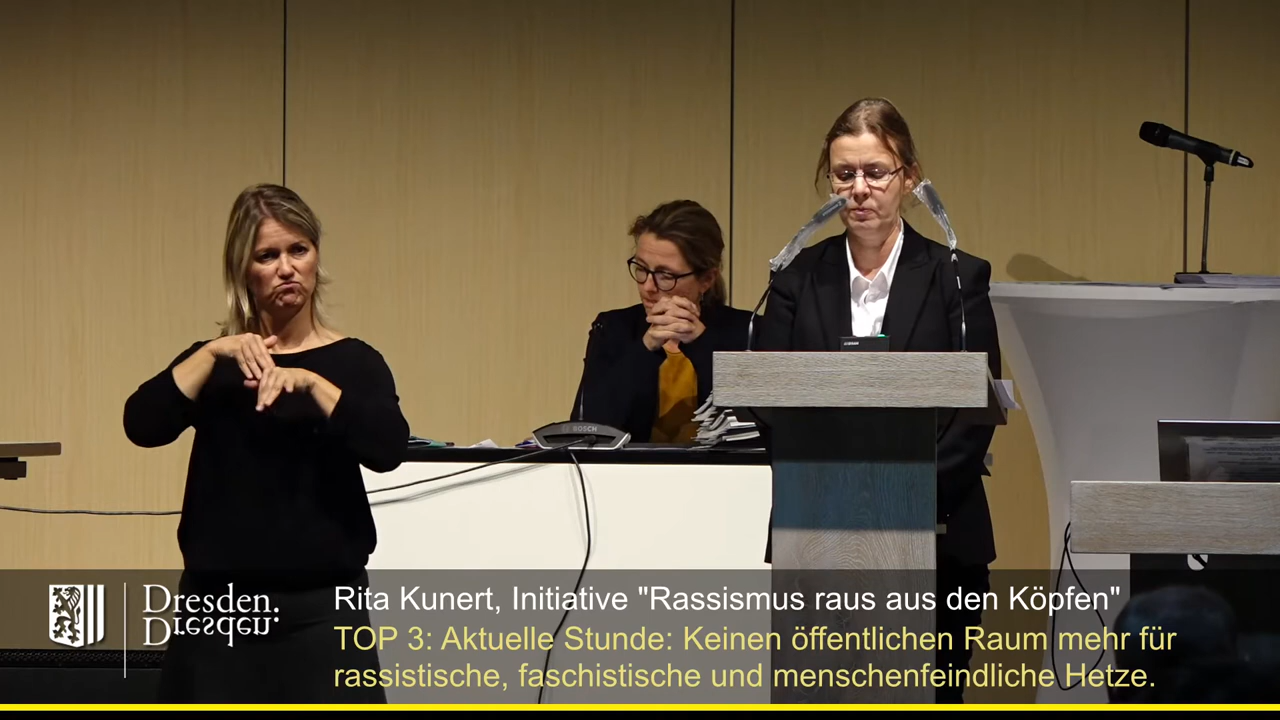 BOSCH
Dresden.
Dresden.
Rita Kunert, Initiative "Rassismus raus aus den Köpfen"
TOP 3: Aktuelle Stunde: Keinen öffentlichen Raum mehr für
rassistische, faschistische und menschenfeindliche Hetze.